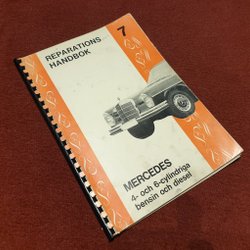 REPARATIONS
HANDBOK
7
MERCEDES
4- och 6-cylindriga
bensin och diesel